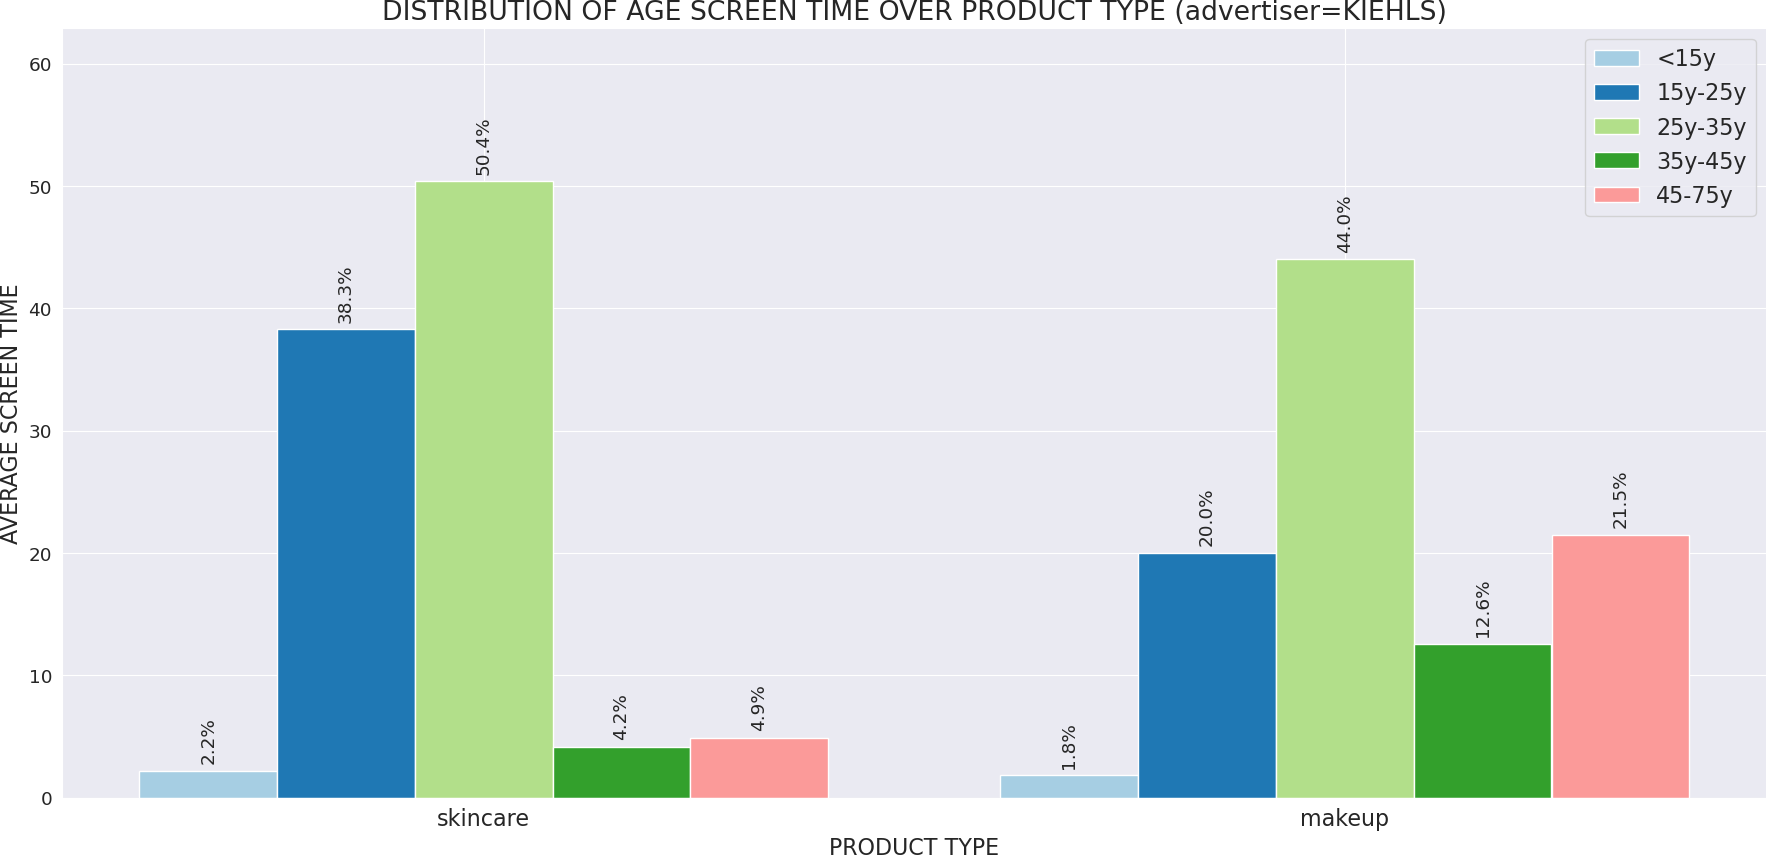 DISTRIBUTION OF AGE SCREEN TIME OVER PRODUCT TYPE (advertiser=KIEHLS)
<15y
15y-25y
25y-35y
35y-45y
45-75y
AVERAGE SCREEN TIME
60
50
40
30
20
10
0
2.2%
38.3%
50.4%
4.2%
4.9%
1.8%
20.0%
44.0%
12.6%
21.5%
skincare
makeup
PRODUCT TYPE